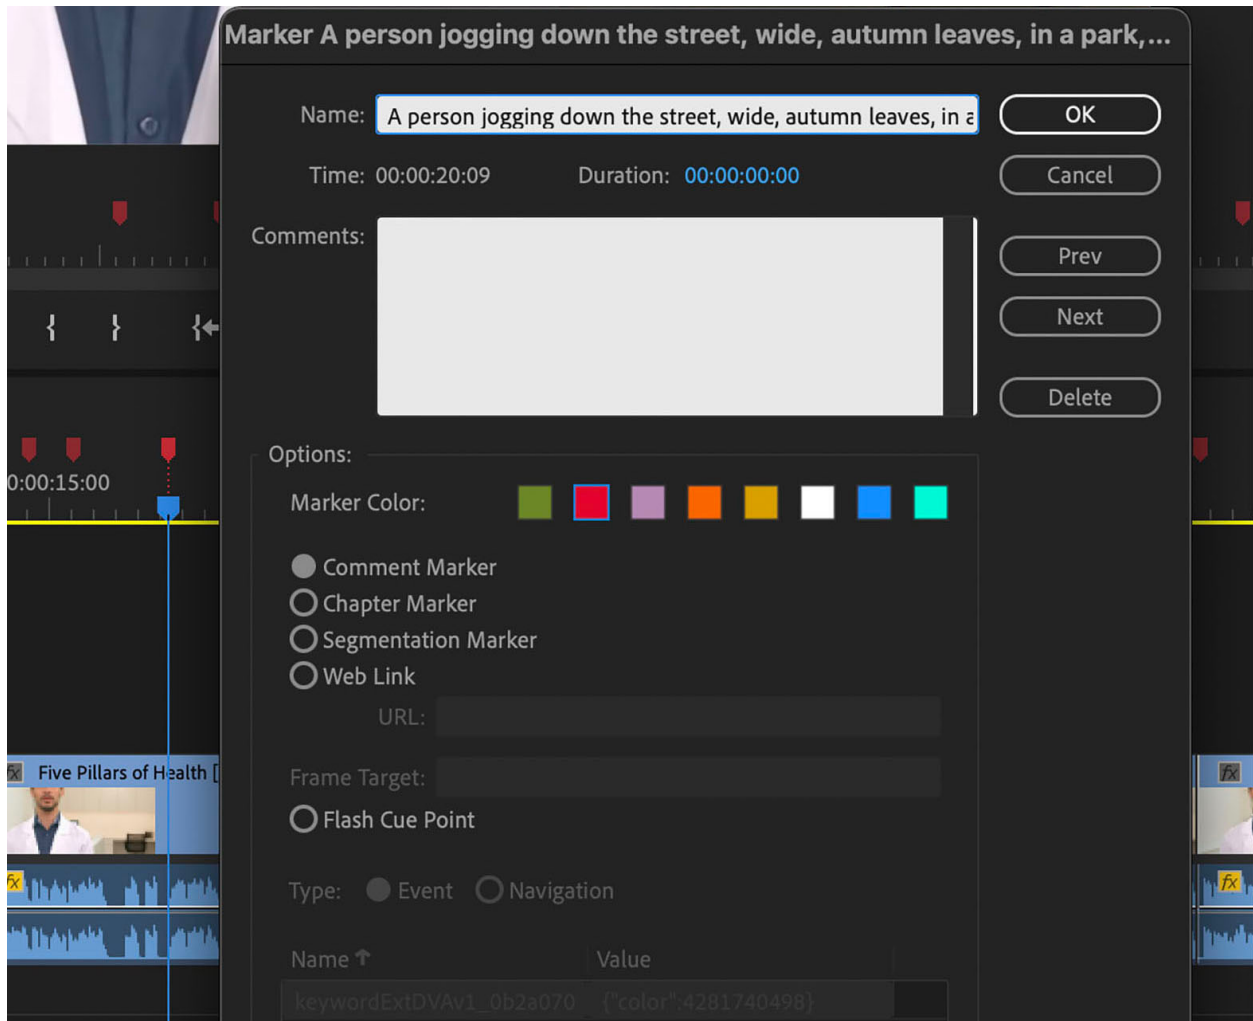 Marker A person jogging down the street, wide, autumn leaves, in a park,...
Name: A person jogging down the street, wide, autumn leaves, in a
OK
Time: 00:00:20:09 Duration: 00:00:00:00
Cancel
Comments:
Prev
Next
Delete
Options:
0:00:15:00
Marker Color:
Comment Marker
Chapter Marker
Segmentation Marker
Web Link
URL:
fx Five Pillars of Health [
fx
Frame Target:
Flash Cue Point
fx
fx
Type: Event Navigation
Name Value
keywordExtDVAv1_0b2a070 {"color":4281740498}